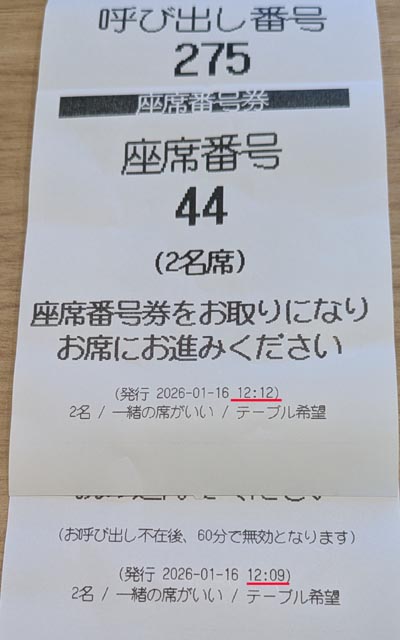 呼び出し番号
275
座席番号券
座席番号
44
(2名席)
座席番号券をお取りになり
お席にお進みください
(発行 2026-01-16 12:12)
2名 / 一緒の席がいい / テーブル希望
(お呼び出し不在後、60分で無効となります)
(発行 2026-01-16 12:09)
2名 / 一緒の席がいい / テーブル希望